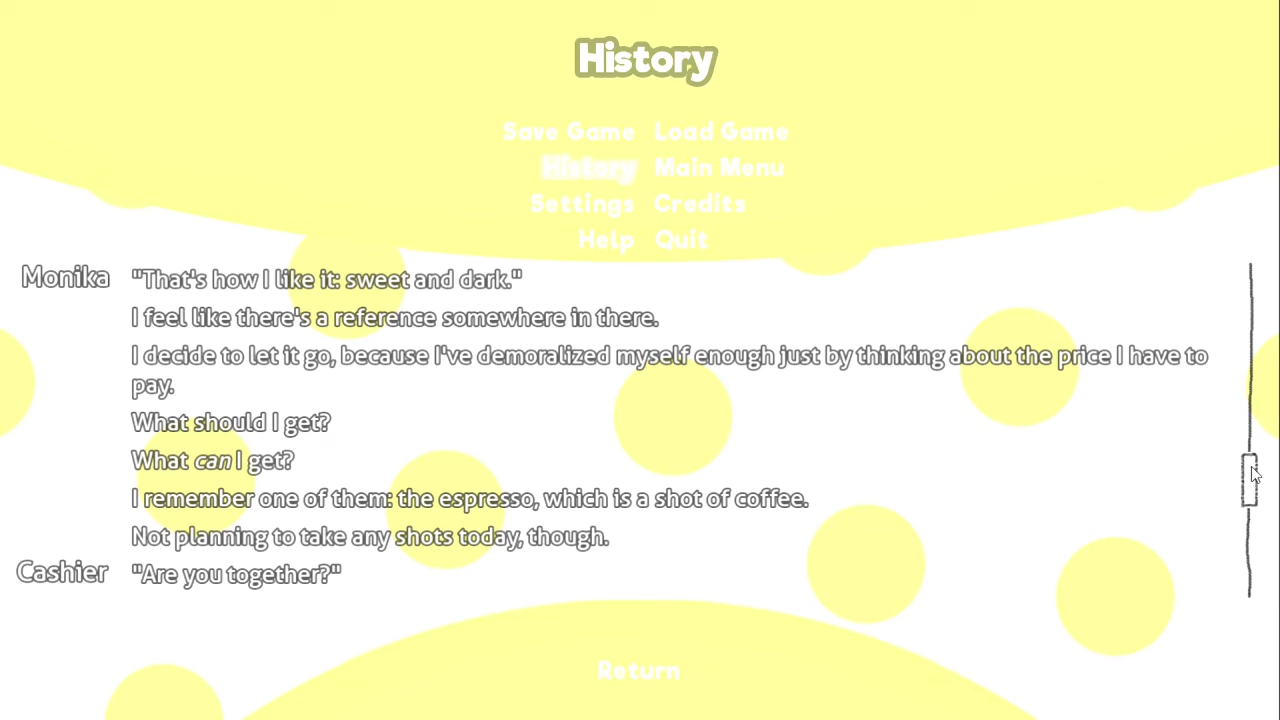 History
Save Game Load Game
History Main Menu
Settings Credits
Help Quit
Monika "That's how I like it: sweet and dark."
I feel like there's a reference somewhere in there.
I decide to let it go, because I've demoralized myself enough just by thinking about the price I have to
pay.
What should I get?
What can I get?
I remember one of them: the espresso, which is a shot of coffee.
Not planning to take any shots today, though.
Cashier "Are you together?"
Return